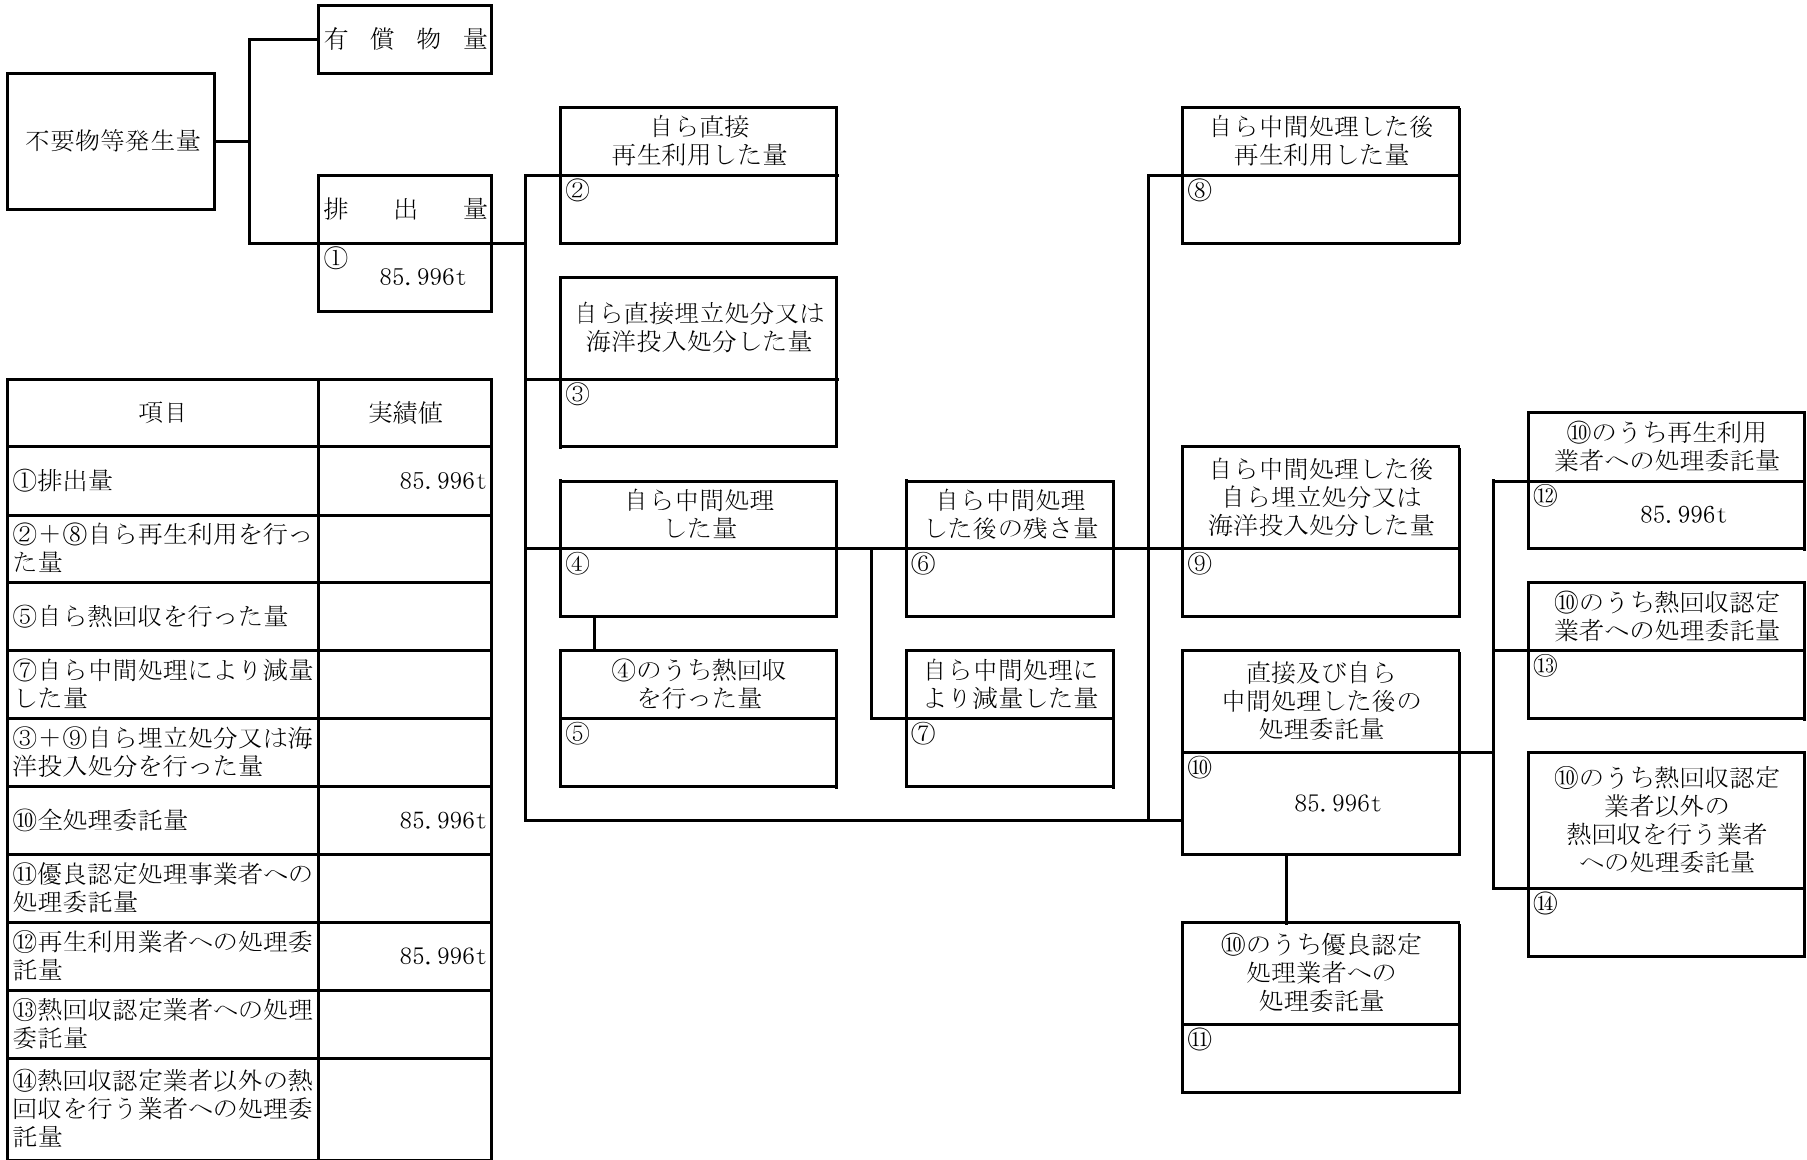 有償物量
不要物等発生量
排出量
①
85.996t
自ら直接
再生利用した量
②
自ら直接埋立処分又は
海洋投入処分した量
③
自ら中間処理
した量
④
④のうち熱回収
を行った量
⑤
自ら中間処理
した後の残さ量
⑥
自ら中間処理に
より減量した量
⑦
自ら中間処理した後
再生利用した量
⑧
自ら中間処理した後
自ら埋立処分又は
海洋投入処分した量
⑨
直接及び自ら
中間処理した後の
処理委託量
⑩
85.996t
⑩のうち優良認定
処理業者への
処理委託量
⑪
⑩のうち再生利用
業者への処理委託量
⑫
85.996t
⑩のうち熱回収認定
業者への処理委託量
⑬
⑩のうち熱回収認定
業者以外の
熱回収を行う業者
への処理委託量
⑭
項目 実績値
①排出量 85.996t
②+⑧自ら再生利用を行っ
た量
⑤自ら熱回収を行った量
⑦自ら中間処理により減量
した量
③+⑨自ら埋立処分又は海
洋投入処分を行った量
⑩全処理委託量 85.996t
⑪優良認定処理事業者への
処理委託量
⑫再生利用業者への処理委
託量 85.996t
⑬熱回収認定業者への処理
委託量
⑭熱回収認定業者以外の熱
回収を行う業者への処理委
託量